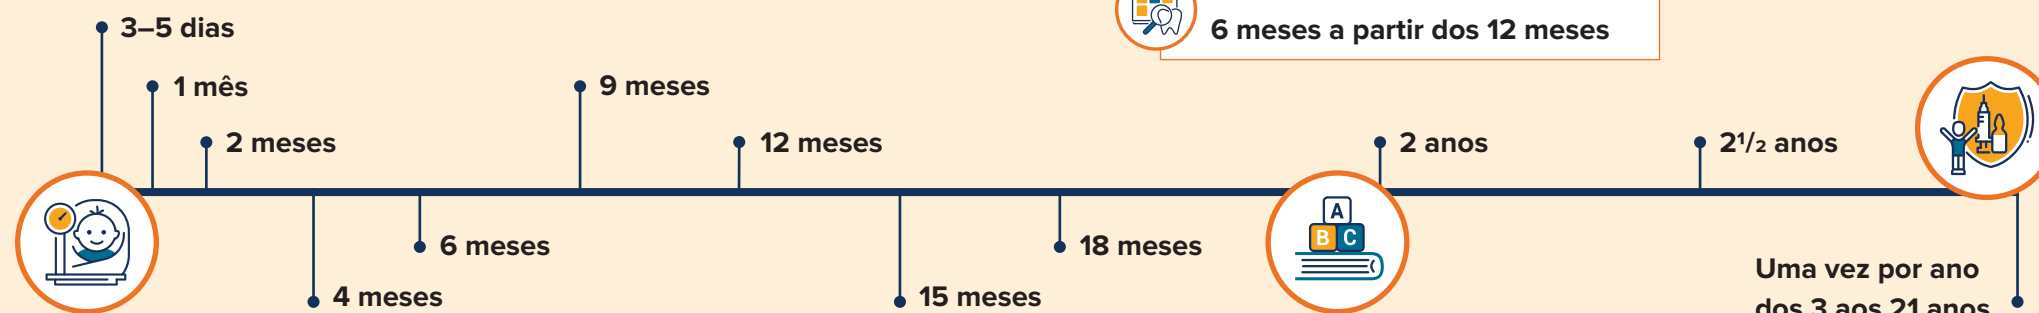 3–5 dias
6 meses a partir dos 12 meses
1 mês
9 meses
2 meses
12 meses
2 anos
2½ anos
A
B C
6 meses
18 meses
4 meses
15 meses
Uma vez por ano
dos 3 aos 21 anos